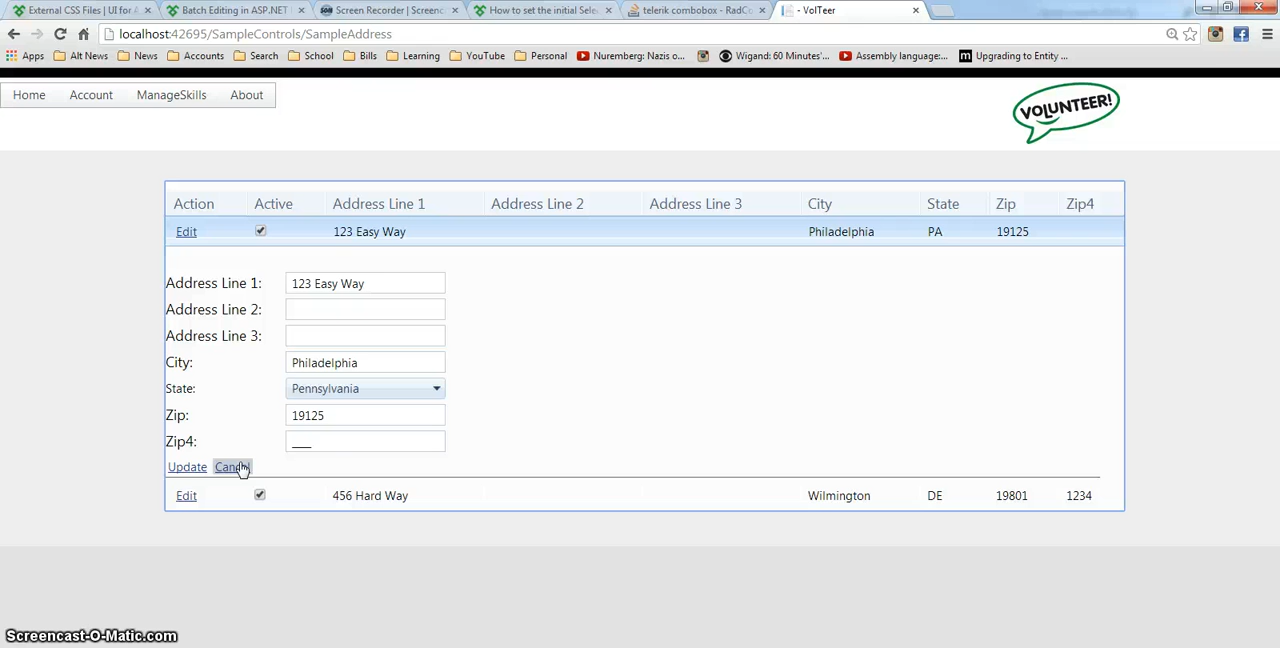 External CSS Files | UI for A
Batch Editing in ASP.NET
Screen Recorder | Screenc
How to set the initial Selec
telerik combobox - RadCo
- VolTeer
localhost:42695/SampleControls/SampleAddress
Apps Alt News News Accounts Search School Bills Learning YouTube Personal Nuremberg: Nazis o... Wigand: 60 Minutes'... Assembly language:... Upgrading to Entity ...
Home Account ManageSkills About
VOLUNTEER!
Action Active Address Line 1 Address Line 2 Address Line 3 City State Zip Zip4
Edit 123 Easy Way Philadelphia PA 19125
Address Line 1: 123 Easy Way
Address Line 2:
Address Line 3:
City: Philadelphia
State: Pennsylvania
Zip: 19125
Zip4: ____
Update Cancel
Edit 456 Hard Way Wilmington DE 19801 1234
Screencast-O-Matic.com